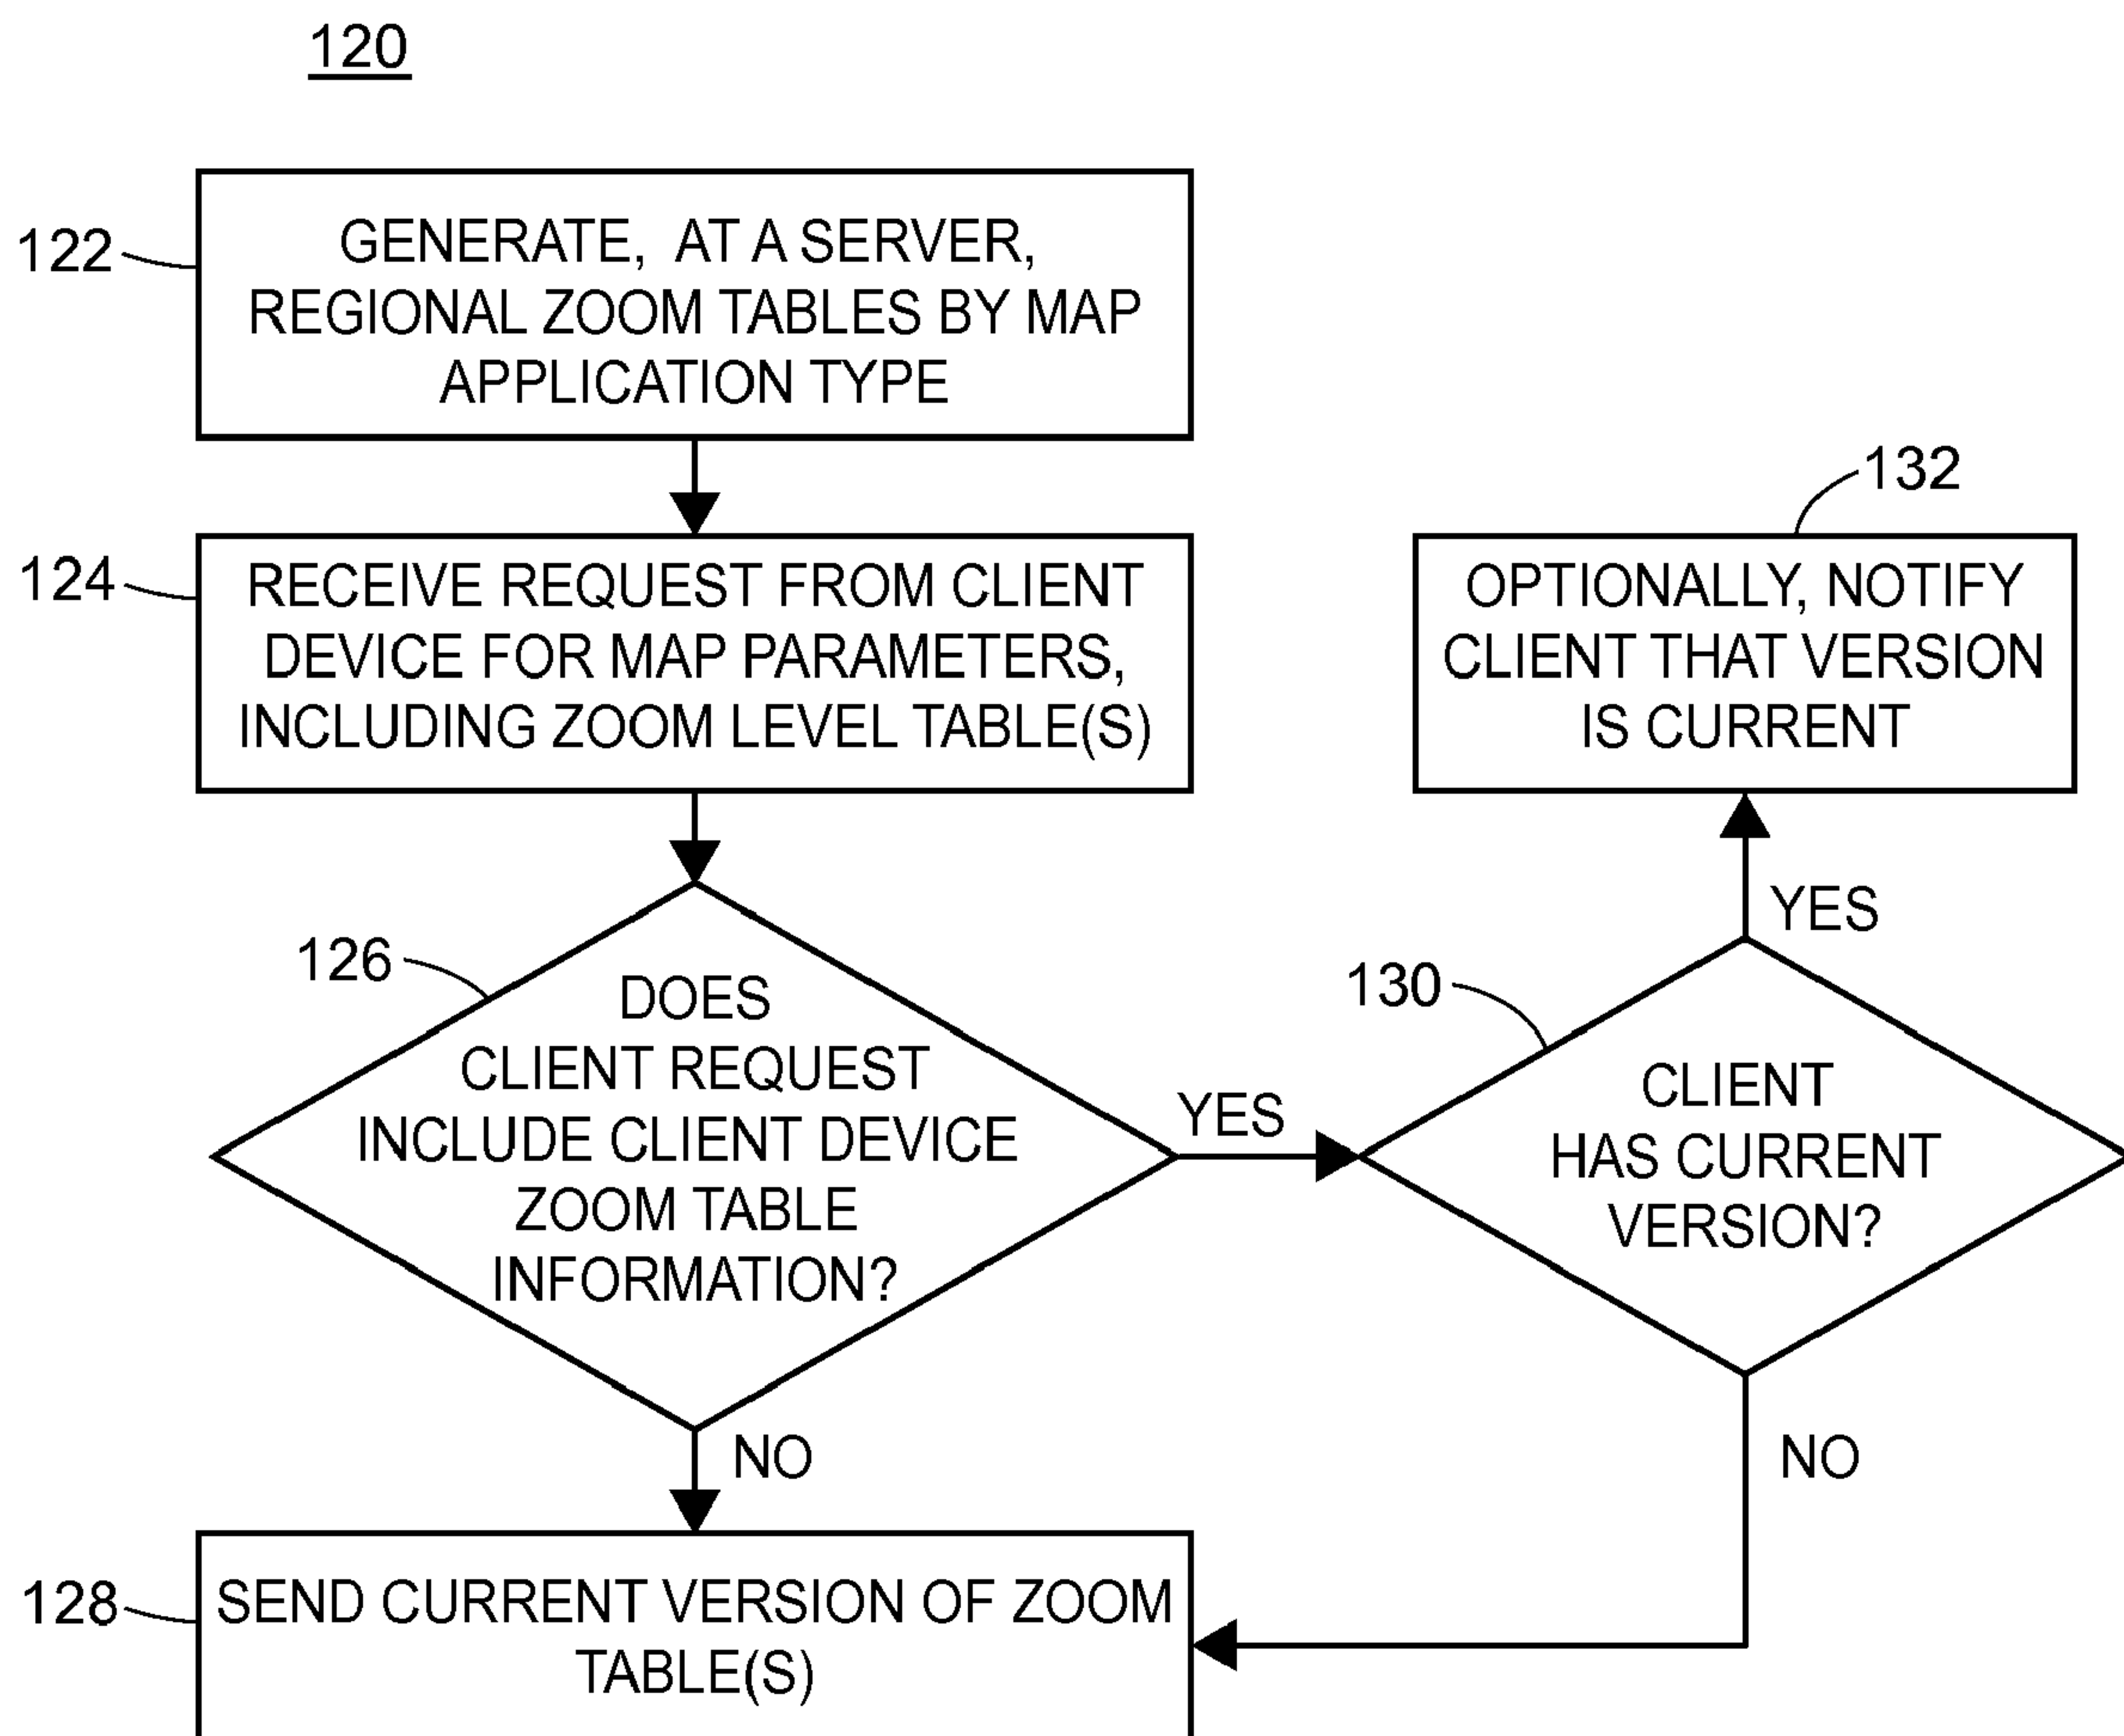 120
122
GENERATE, AT A SERVER,
REGIONAL ZOOM TABLES BY MAP
APPLICATION TYPE
124
RECEIVE REQUEST FROM CLIENT
DEVICE FOR MAP PARAMETERS,
INCLUDING ZOOM LEVEL TABLE(S)
126
DOES
CLIENT REQUEST
INCLUDE CLIENT DEVICE
ZOOM TABLE
INFORMATION?
YES
NO
128
SEND CURRENT VERSION OF ZOOM
TABLE(S)
130
CLIENT
HAS CURRENT
VERSION?
YES
NO
132
OPTIONALLY, NOTIFY
CLIENT THAT VERSION
IS CURRENT